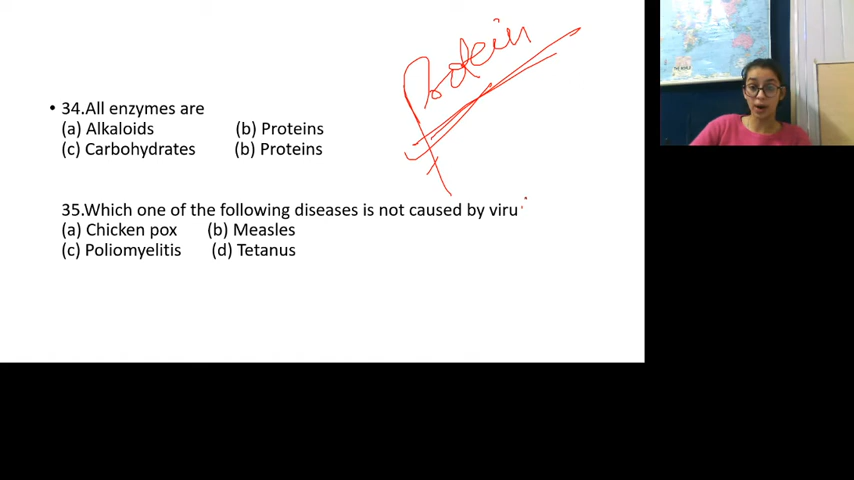 Protein
• 34.All enzymes are
(a) Alkaloids (b) Proteins
(c) Carbohydrates (b) Proteins
35.Which one of the following diseases is not caused by viru
(a) Chicken pox (b) Measles
(c) Poliomyelitis (d) Tetanus